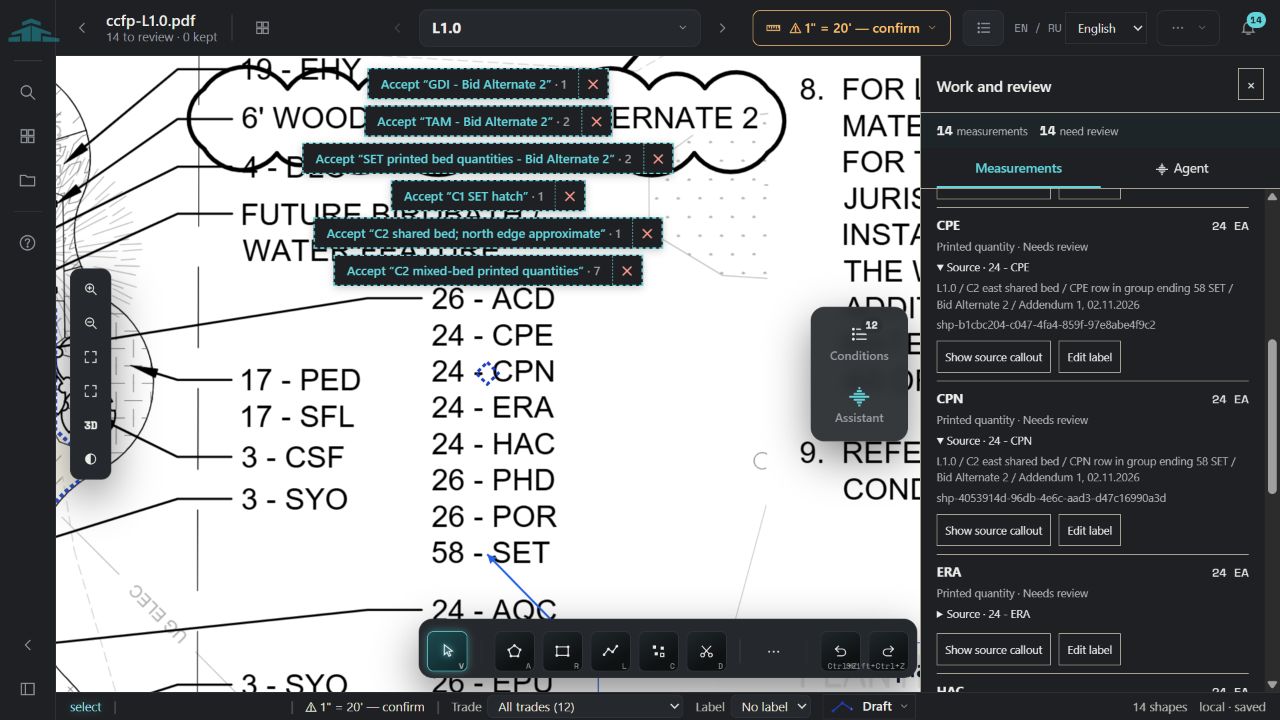 ccfp-L1.0.pdf
14 to review · 0 kept
L1.0
1" = 20' — confirm
EN / RU
English
14
19 - EHY
6' WOOD
ERNATE 2
Accept “GDI - Bid Alternate 2” · 1
Accept “TAM - Bid Alternate 2” · 2
Accept “SET printed bed quantities - Bid Alternate 2” · 2
Accept “C1 SET hatch” · 1
Accept “C2 shared bed; north edge approximate” · 1
Accept “C2 mixed-bed printed quantities” · 7
FUTURE BIRDBATH /
WATER FEATURE
26 - ACD
24 - CPE
24 - CPN
24 - ERA
24 - HAC
26 - PHD
26 - POR
58 - SET
24 - AQC
26 - EPU
17 - PED
17 - SFL
3 - CSF
3 - SYO
3 - SYO
UG ELEC
8. FOR
MATE
FOR
JURIS
INSTA
THE
ADDI
9. REFE
COND
3D
12
Conditions
Assistant
V
A
R
L
C
D
Work and review
14 measurements 14 need review
Measurements
Agent
CPE 24 EA
Printed quantity · Needs review
Source · 24 - CPE
L1.0 / C2 east shared bed / CPE row in group ending 58 SET /
Bid Alternate 2 / Addendum 1, 02.11.2026
shp-b1cbc204-c047-4fa4-859f-97e8abe4f9c2
Show source callout Edit label
CPN 24 EA
Printed quantity · Needs review
Source · 24 - CPN
L1.0 / C2 east shared bed / CPN row in group ending 58 SET /
Bid Alternate 2 / Addendum 1, 02.11.2026
shp-4053914d-96db-4e6c-aad3-d47c16990a3d
Show source callout Edit label
ERA 24 EA
Printed quantity · Needs review
Source · 24 - ERA
Show source callout Edit label
HAC 24 EA
select
1" = 20' — confirm
Trade All trades (12)
Label No label
Draft
14 shapes local · saved